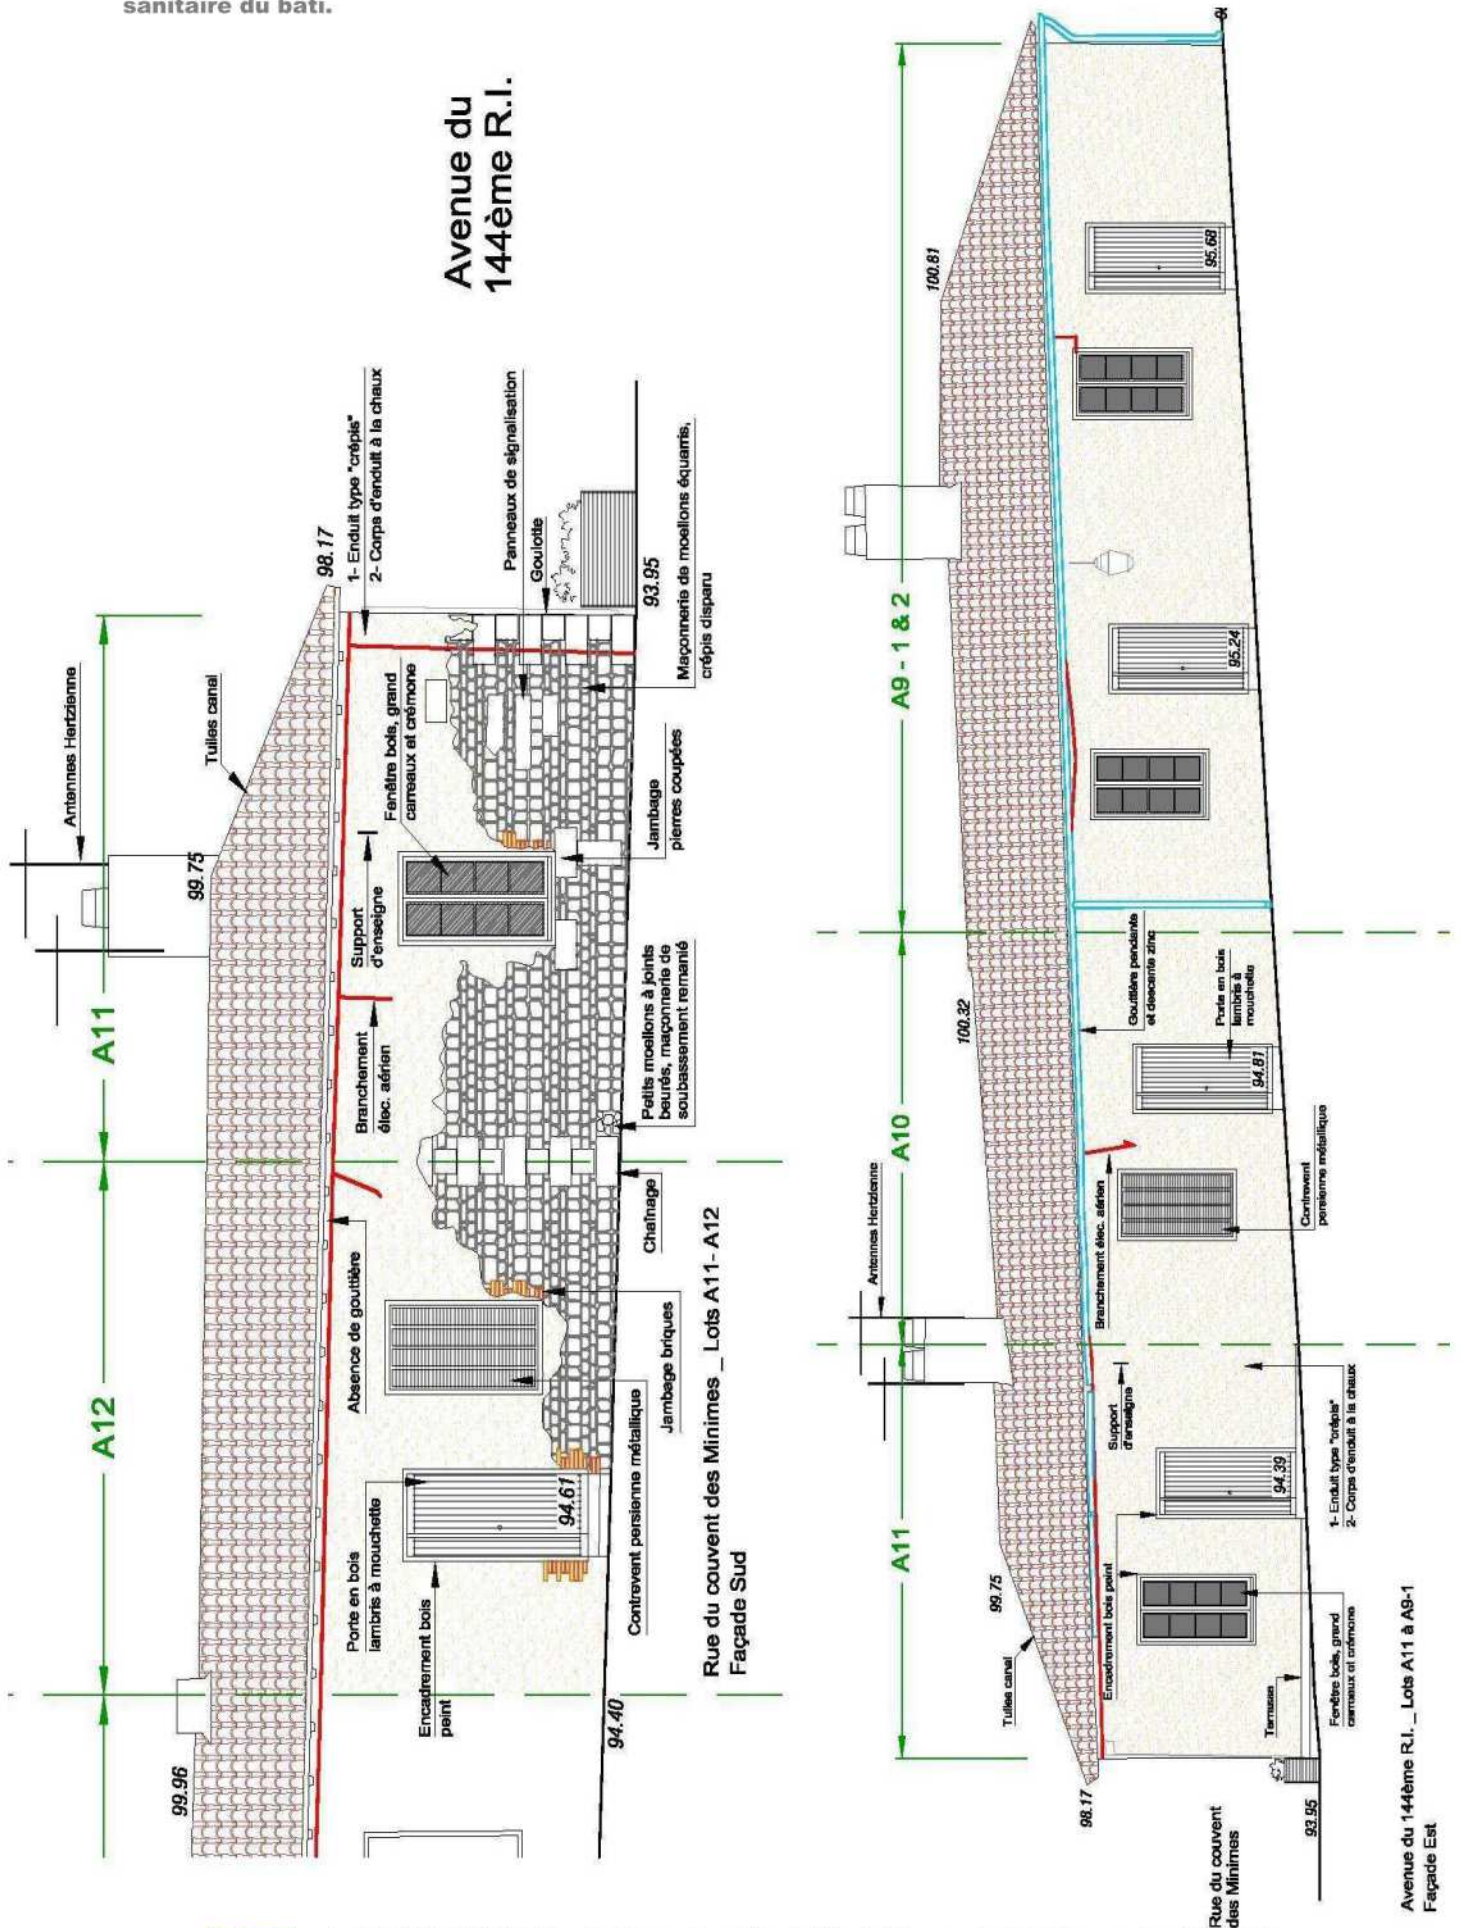 sanitaire du bâti.
Avenue du
144ème R.I.
Antennes Hertzienne
A12
A11
Tuiles canal
99.96
99.75
98.17
1- Enduit type "crépis"
2- Corps d'enduit à la chaux
Porte en bois
lambris à mouchette
Absence de gouttière
Branchement
élec. aérien
Support
d'enseigne
Fenêtre bois, grand
carreaux et crémone
Panneaux de signalisation
Goulotte
Encadrement bois
peint
94.61
94.40
93.95
Contrevent persienne métallique
Jambage briques
Chaînage
Petits moellons à joints
beurés, maçonnerie de
soubassement remanié
Jambage
pierres coupées
Maçonnerie de moellons équarris,
crépis disparu
Rue du couvent des Minimes _ Lots A11- A12
Façade Sud
A11
A10
A9 - 1 & 2
Antennes Hertzienne
99.75
100.32
100.81
Tuiles canal
98.17
Encadrement bois peint
Support
d'enseigne
Branchement élec. aérien
Gouttière pendante
et descente zinc
Porte en bois
lambris à
mouchette
94.39
94.81
95.24
95.68
Terrasse
Fenêtre bois, grand
carreaux et crémone
1- Enduit type "crépis"
2- Corps d'enduit à la chaux
Contrevent
persienne métallique
Rue du couvent
des Minimes
93.95
Avenue du 144ème R.I. _ Lots A11 à A9-1
Façade Est